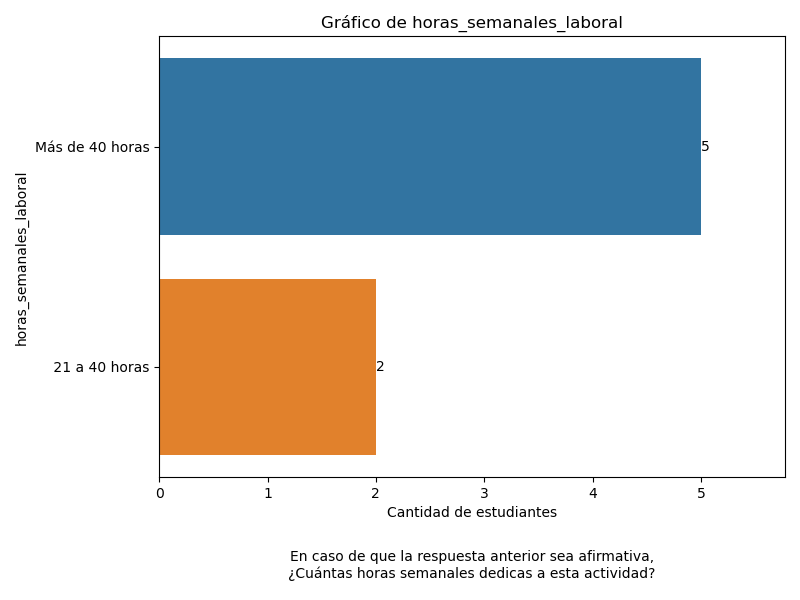 Gráfico de horas_semanales_laboral
horas_semanales_laboral
Más de 40 horas
5
21 a 40 horas
2
0 1 2 3 4 5
Cantidad de estudiantes
En caso de que la respuesta anterior sea afirmativa,
¿Cuántas horas semanales dedicas a esta actividad?